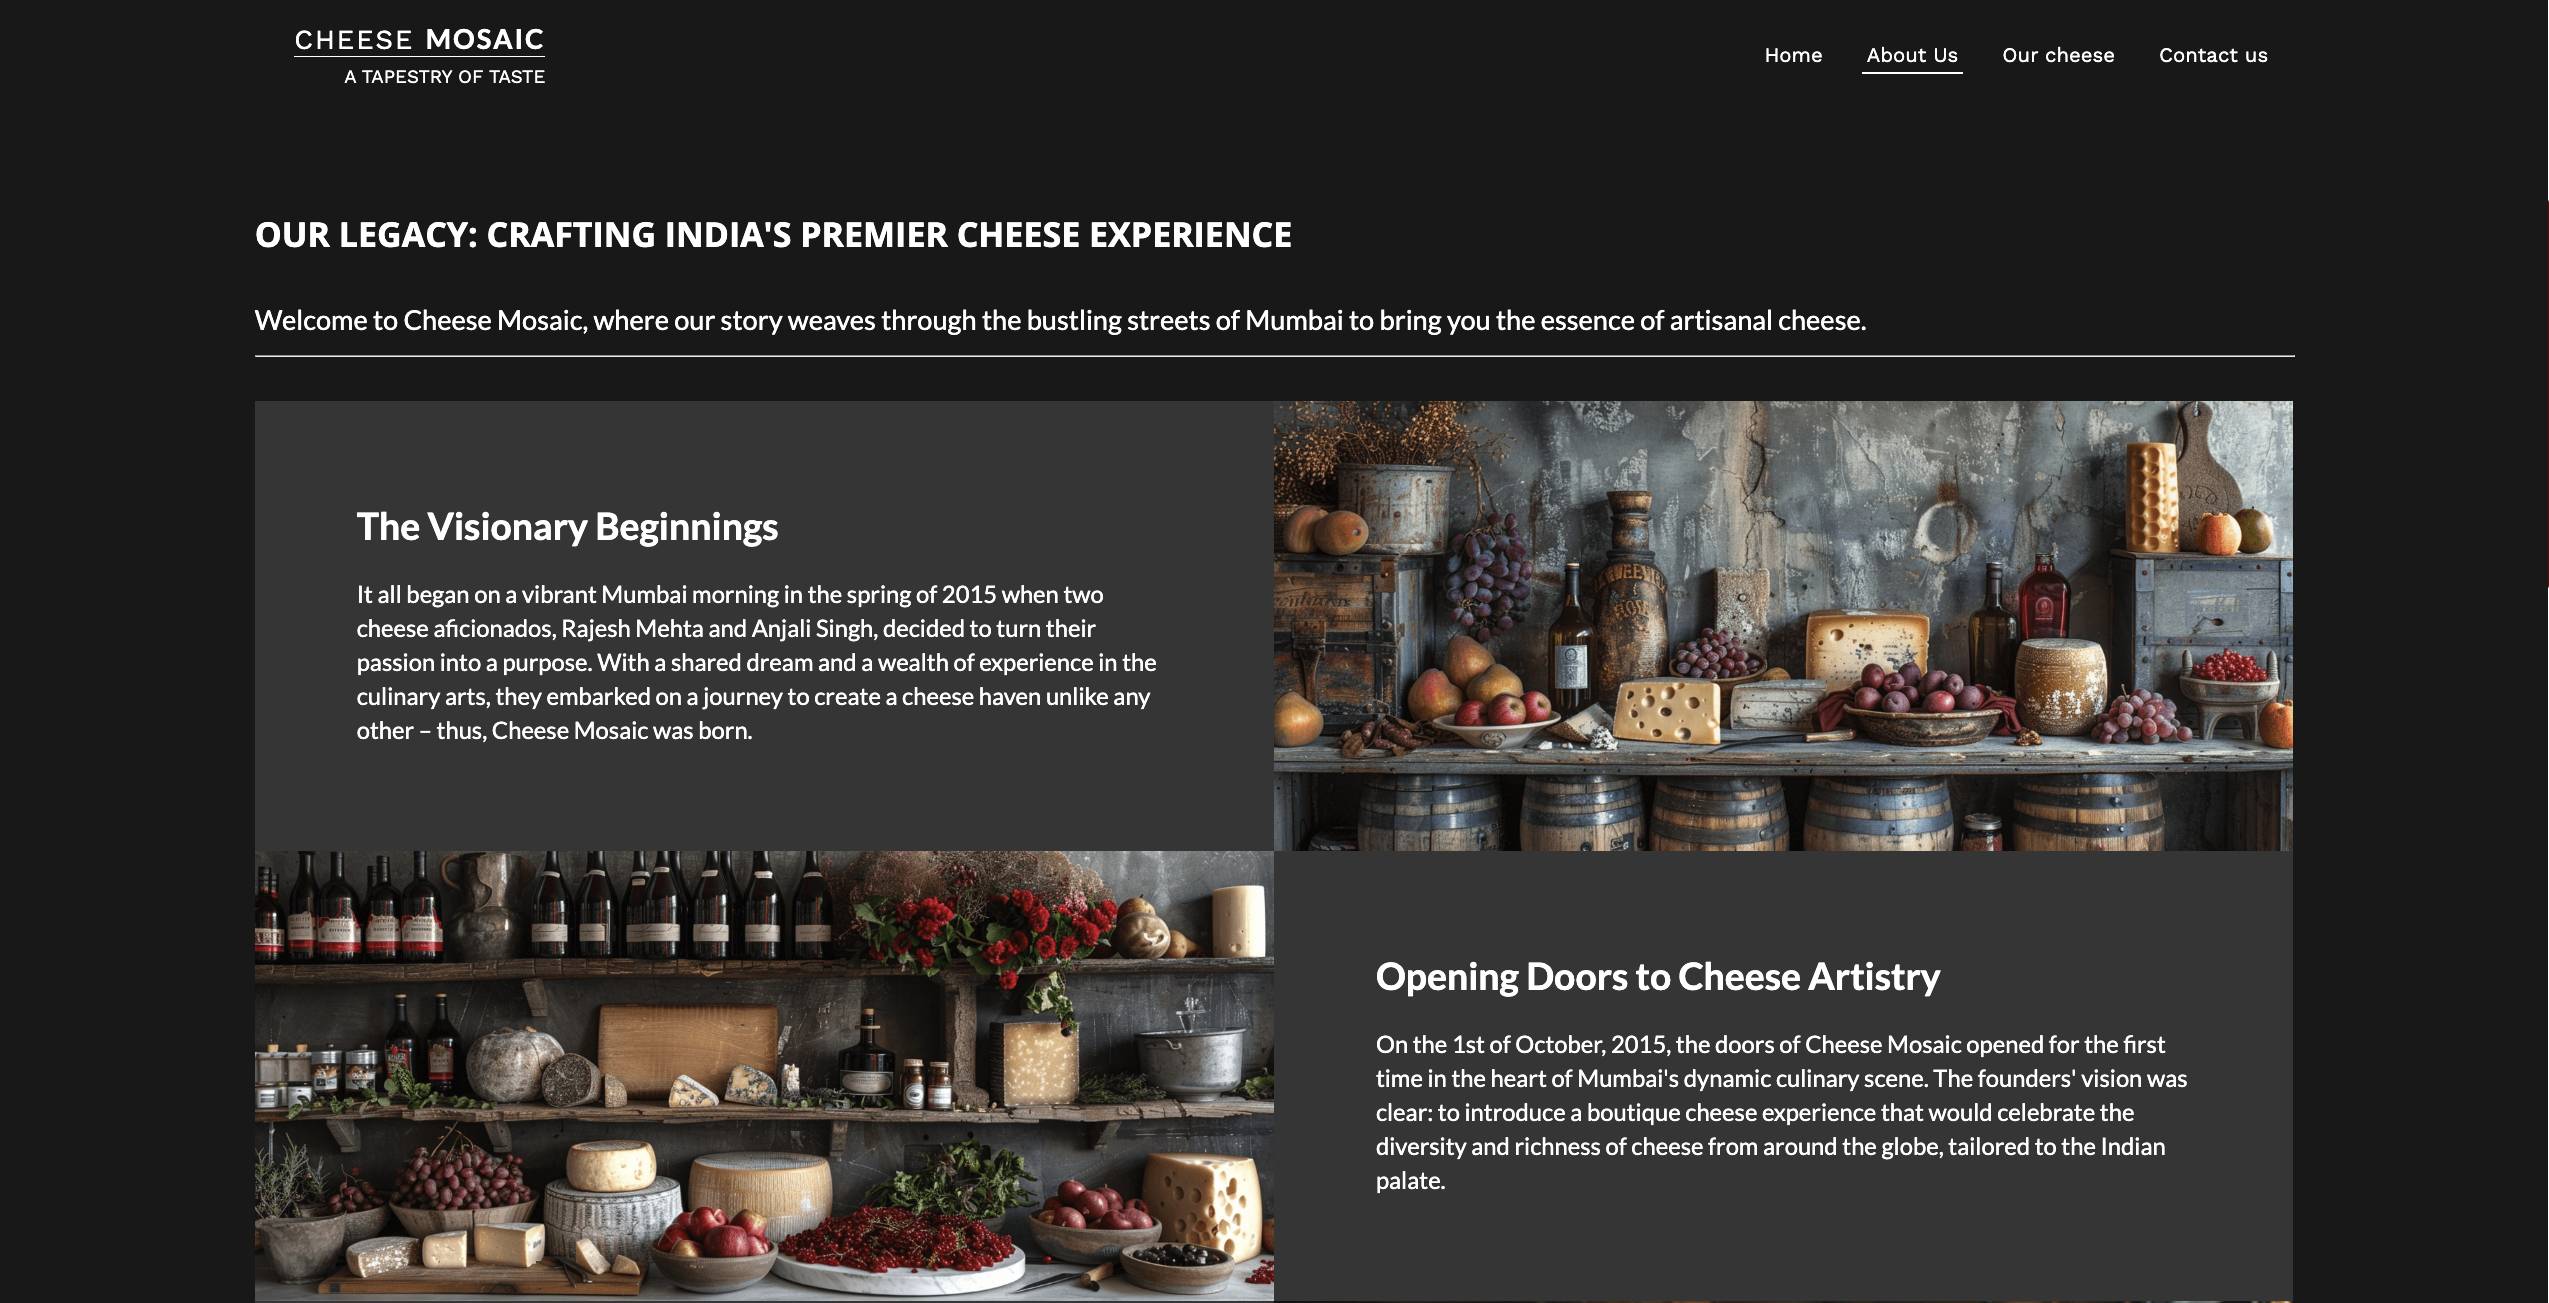 CHEESE MOSAIC
A TAPESTRY OF TASTE
Home
About Us
Our cheese
Contact us
OUR LEGACY: CRAFTING INDIA'S PREMIER CHEESE EXPERIENCE
Welcome to Cheese Mosaic, where our story weaves through the bustling streets of Mumbai to bring you the essence of artisanal cheese.
The Visionary Beginnings
It all began on a vibrant Mumbai morning in the spring of 2015 when two
cheese aficionados, Rajesh Mehta and Anjali Singh, decided to turn their
passion into a purpose. With a shared dream and a wealth of experience in the
culinary arts, they embarked on a journey to create a cheese haven unlike any
other – thus, Cheese Mosaic was born.
Opening Doors to Cheese Artistry
On the 1st of October, 2015, the doors of Cheese Mosaic opened for the first
time in the heart of Mumbai's dynamic culinary scene. The founders' vision was
clear: to introduce a boutique cheese experience that would celebrate the
diversity and richness of cheese from around the globe, tailored to the Indian
palate.